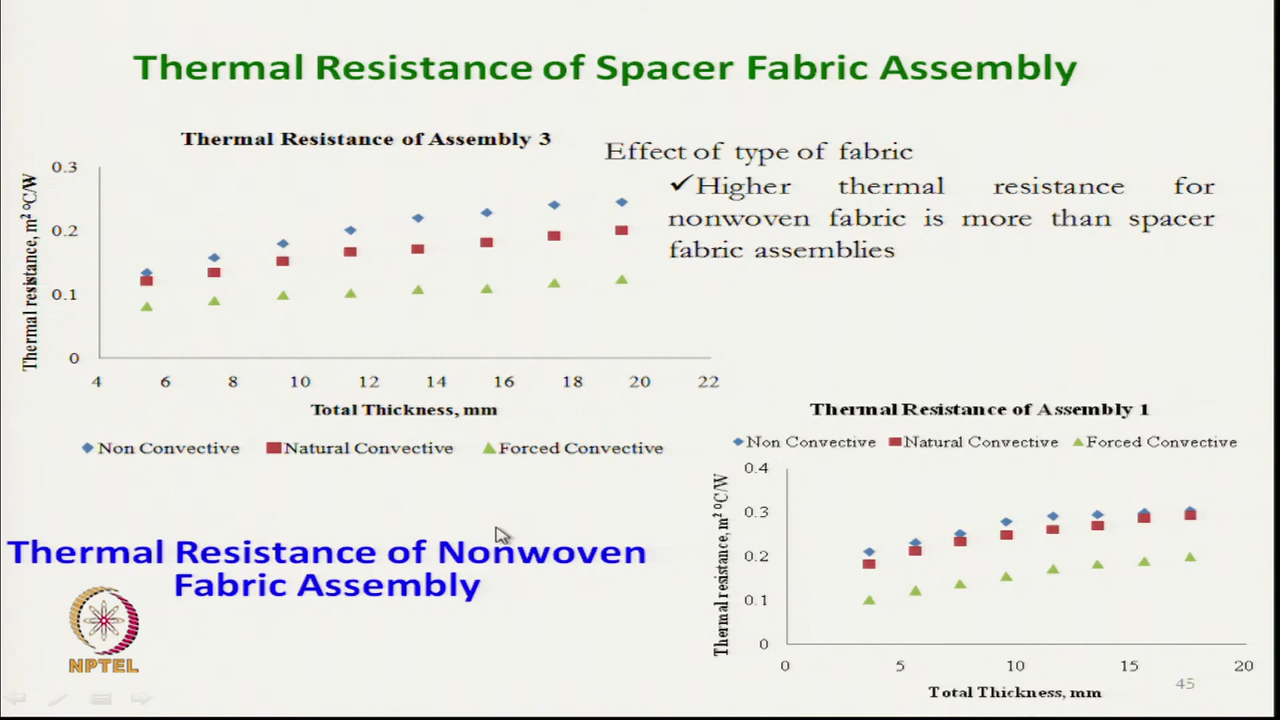 Thermal Resistance of Spacer Fabric Assembly
Thermal Resistance of Assembly 3
Thermal resistance, m² ºC/W
0.3
0.2
0.1
0
4 6 8 10 12 14 16 18 20 22
Total Thickness, mm
Non Convective Natural Convective Forced Convective
Effect of type of fabric
✓Higher thermal resistance for
nonwoven fabric is more than spacer
fabric assemblies
Thermal Resistance of Nonwoven
Fabric Assembly
NPTEL
Thermal Resistance of Assembly 1
Non Convective Natural Convective Forced Convective
Thermal resistance, m² ºC/W
0.4
0.3
0.2
0.1
0
0 5 10 15 20
Total Thickness, mm
45